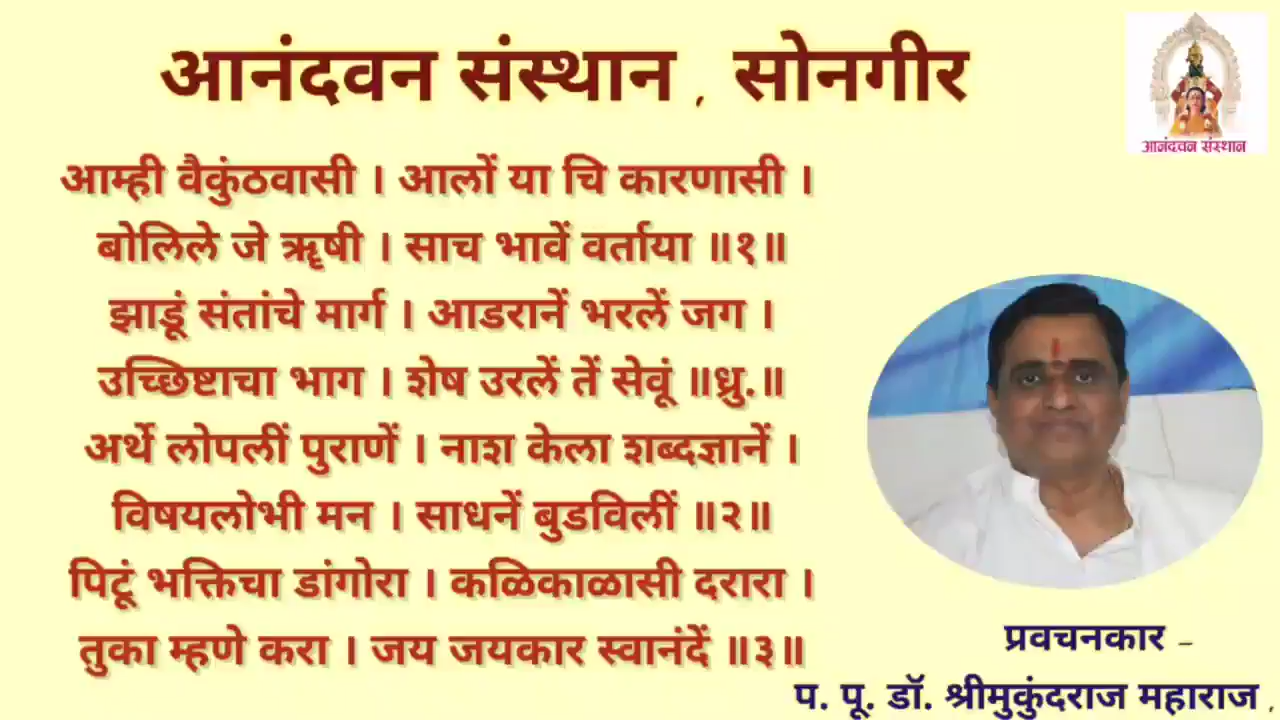 आनंदवन संस्थान , सोनगीर
आनंदवन संस्थान
आम्ही वैकुंठवासी । आलों या चि कारणासी ।
बोलिले जे ॠषी । साच भावें वर्ताया ॥१॥
झाडूं संतांचे मार्ग । आडरानें भरलें जग ।
उच्छिष्टाचा भाग । शेष उरलें तें सेवूं ॥ध्रु.॥
अर्थे लोपलीं पुराणें । नाश केला शब्दज्ञानें ।
विषयलोभी मन । साधनें बुडविलीं ॥२॥
पिटूं भक्तिचा डांगोरा । कळिकाळासी दरारा ।
तुका म्हणे करा । जय जयकार स्वानंदें ॥३॥
प्रवचनकार –
प. पू. डॉ. श्रीमुकुंदराज महाराज ,